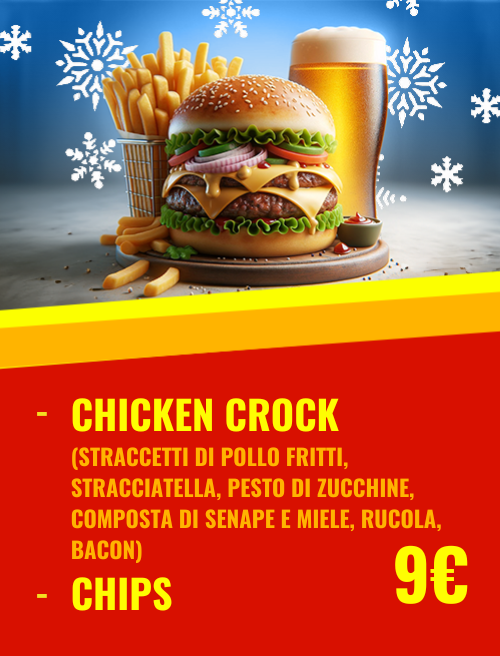 - CHICKEN CROCK
(STRACCETTI DI POLLO FRITTI,
STRACCIATELLA, PESTO DI ZUCCHINE,
COMPOSTA DI SENAPE E MIELE, RUCOLA,
BACON)
- CHIPS
9€